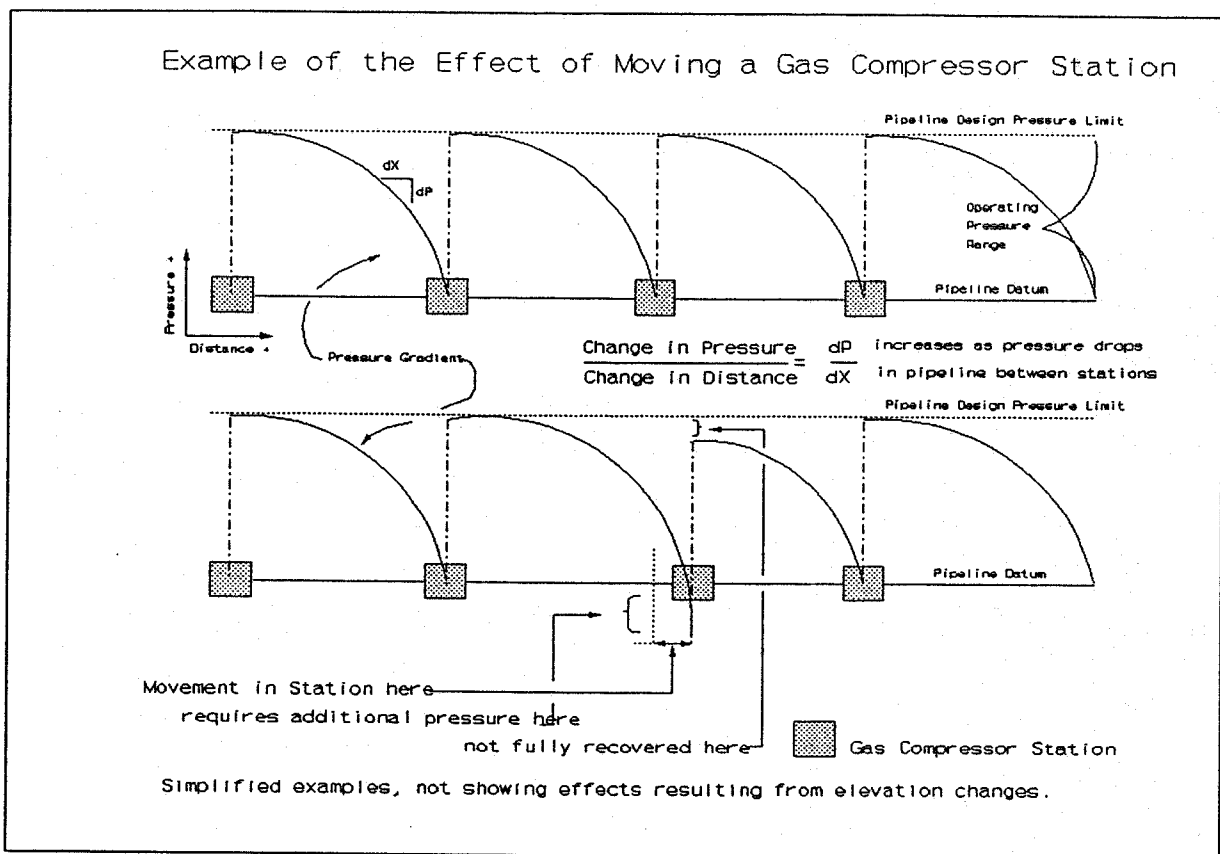 Example of the Effect of Moving a Gas Compressor Station
Pipeline Design Pressure Limit
dX
dP
Operating
Pressure
Range
Pressure +
Distance +
Pipeline Datum
Pressure Gradient
Change in Pressure
Change in Distance
=
dP
dX
increases as pressure drops
in pipeline between stations
Pipeline Design Pressure Limit
Pipeline Datum
Movement in Station here
requires additional pressure here
not fully recovered here
Gas Compressor Station
Simplified examples, not showing effects resulting from elevation changes.